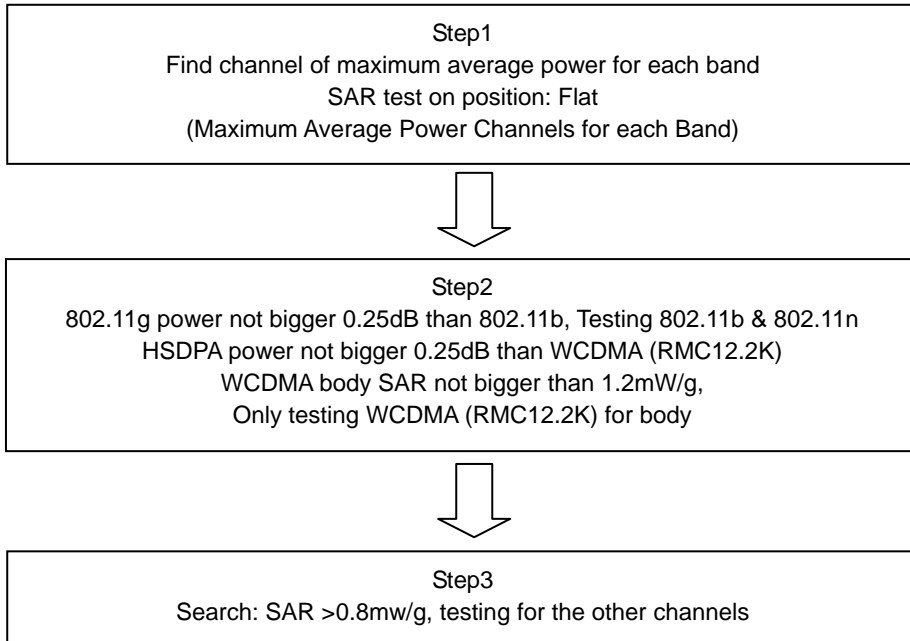 Step1
Find channel of maximum average power for each band
SAR test on position: Flat
(Maximum Average Power Channels for each Band)
Step2
802.11g power not bigger 0.25dB than 802.11b, Testing 802.11b & 802.11n
HSDPA power not bigger 0.25dB than WCDMA (RMC12.2K)
WCDMA body SAR not bigger than 1.2mW/g,
Only testing WCDMA (RMC12.2K) for body
Step3
Search: SAR >0.8mw/g, testing for the other channels